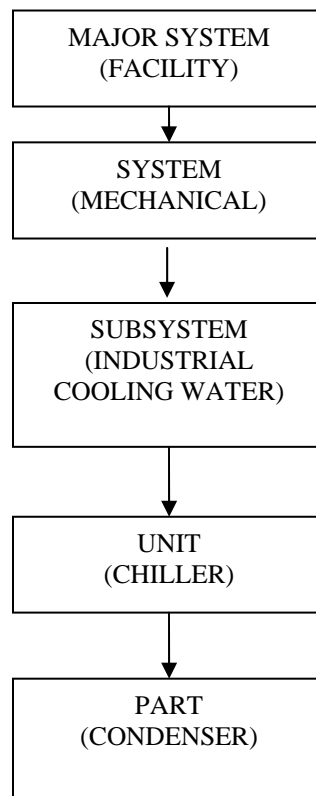 MAJOR SYSTEM
(FACILITY)
SYSTEM
(MECHANICAL)
SUBSYSTEM
(INDUSTRIAL
COOLING WATER)
UNIT
(CHILLER)
PART
(CONDENSER)